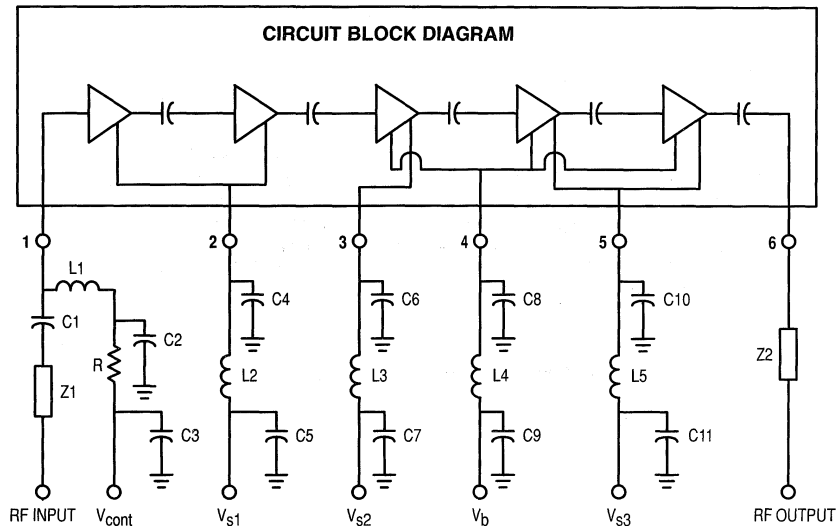 CIRCUIT BLOCK DIAGRAM
1 2 3 4 5 6
L1
C4 C6 C8 C10
C1 C2
R Z2
Z1 L2 L3 L4 L5
C3 C5 C7 C9 C11
RF INPUT Vcont Vs1 Vs2 Vb Vs3 RF OUTPUT